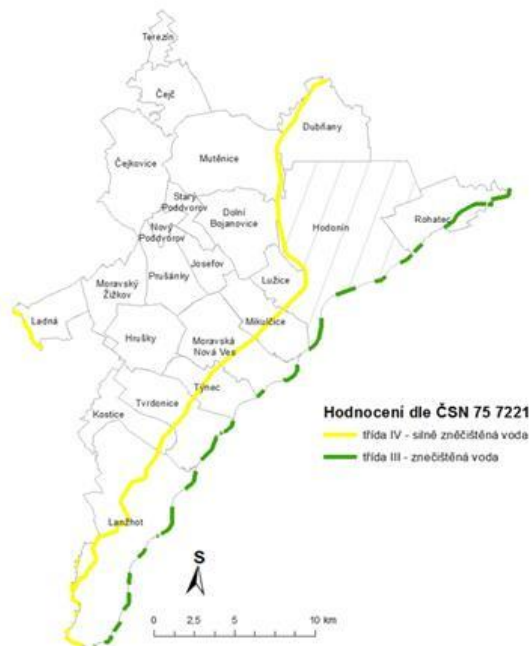 Terezín
Čejč
Dubňany
Čejkovice
Mutěnice
Starý
Poddvorov
Dolní
Bojanovice
Hodonín
Rohatec
Nový
Poddvorov
Josefov
Moravský
Žižkov
Prušánky
Lužice
Ladná
Mikulčice
Hrušky
Moravská
Nová Ves
Týnec
Tvrdonice
Kostice
Lanžhot
Hodnocení dle ČSN 75 7221
třída IV - silně zněčištěná voda
třída III - znečištěná voda
S
0 2,5 5 10 km